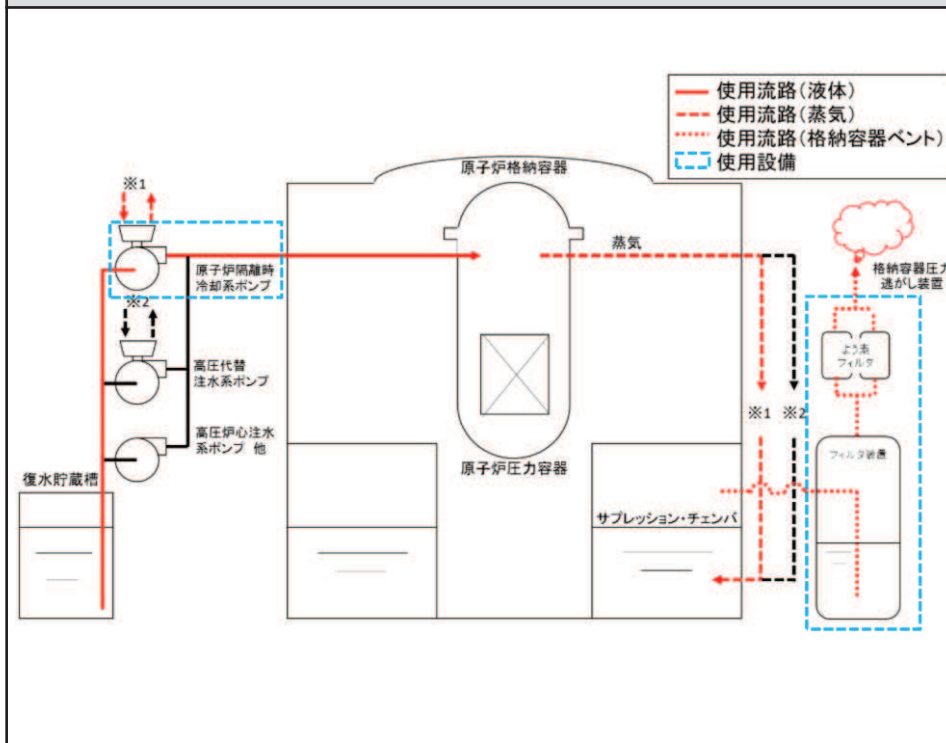 使用流路(液体)
使用流路(蒸気)
使用流路(格納容器ベント)
使用設備
原子炉格納容器
※1
蒸気
原子炉隔離時
冷却系ポンプ
格納容器圧力
逃がし装置
※2
高圧代替
注水系ポンプ
よう素
フィルタ
※1
※2
高圧炉心注水
系ポンプ 他
原子炉圧力容器
フィルタ装置
復水貯蔵槽
サプレッション・チェンバ